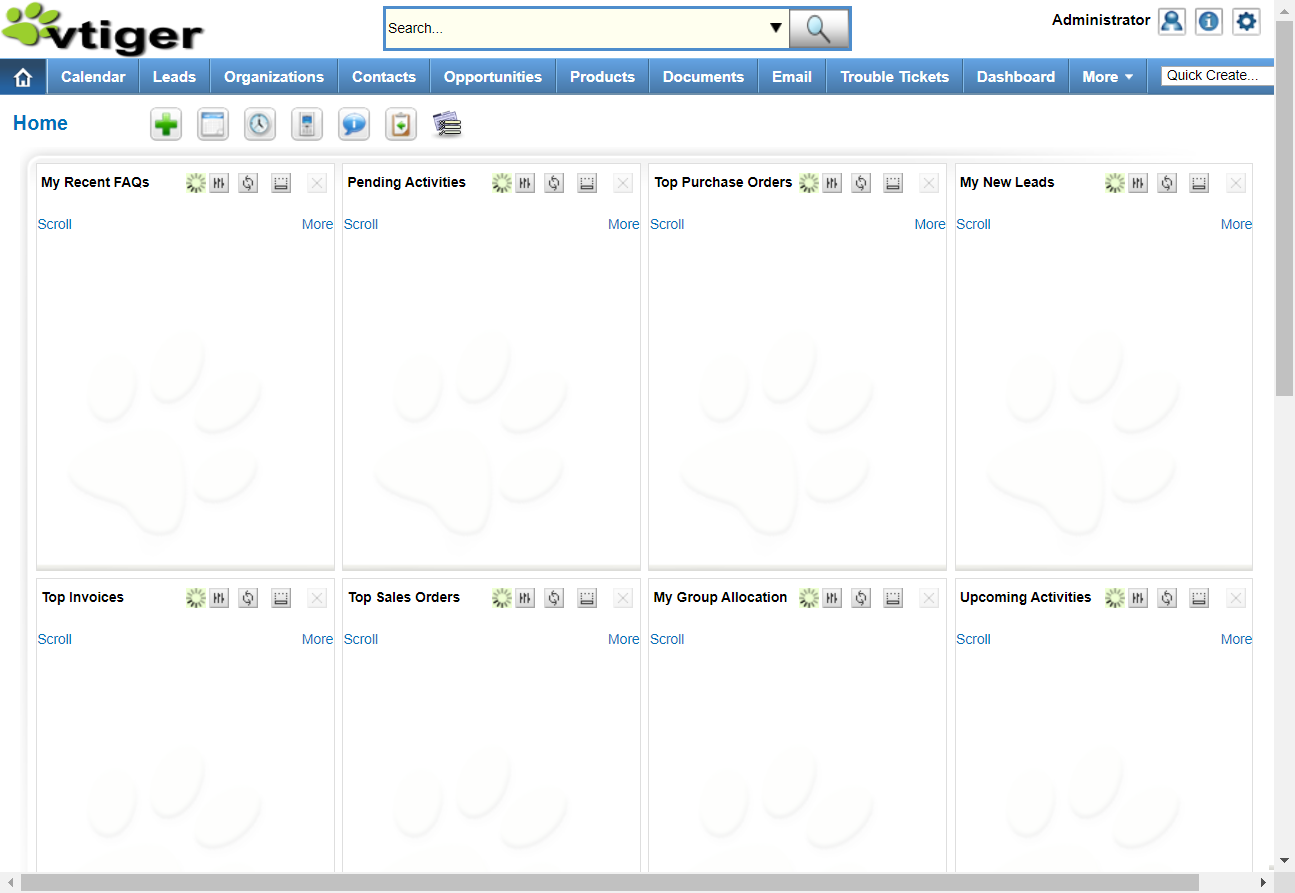 vtiger
Search...
Administrator
Calendar Leads Organizations Contacts Opportunities Products Documents Email Trouble Tickets Dashboard More Quick Create...
Home
My Recent FAQs Pending Activities Top Purchase Orders My New Leads
Scroll More Scroll More Scroll More Scroll More
Top Invoices Top Sales Orders My Group Allocation Upcoming Activities
Scroll More Scroll More Scroll Scroll More